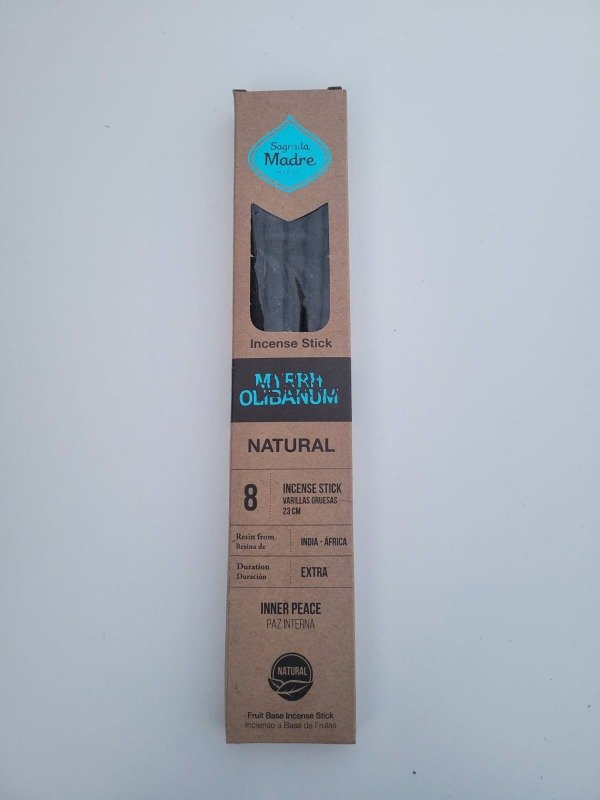 Sagrada
Madre
Incense Stick
MYRRH
OLIBANUM
NATURAL
8
INCENSE STICK
VARILLAS GRUESAS
23 CM
Resin from
Resina de
INDIA - ÁFRICA
Duration
Duración
EXTRA
INNER PEACE
PAZ INTERNA
NATURAL
Fruit Base Incense Stick
Incienso a Base de Frutas